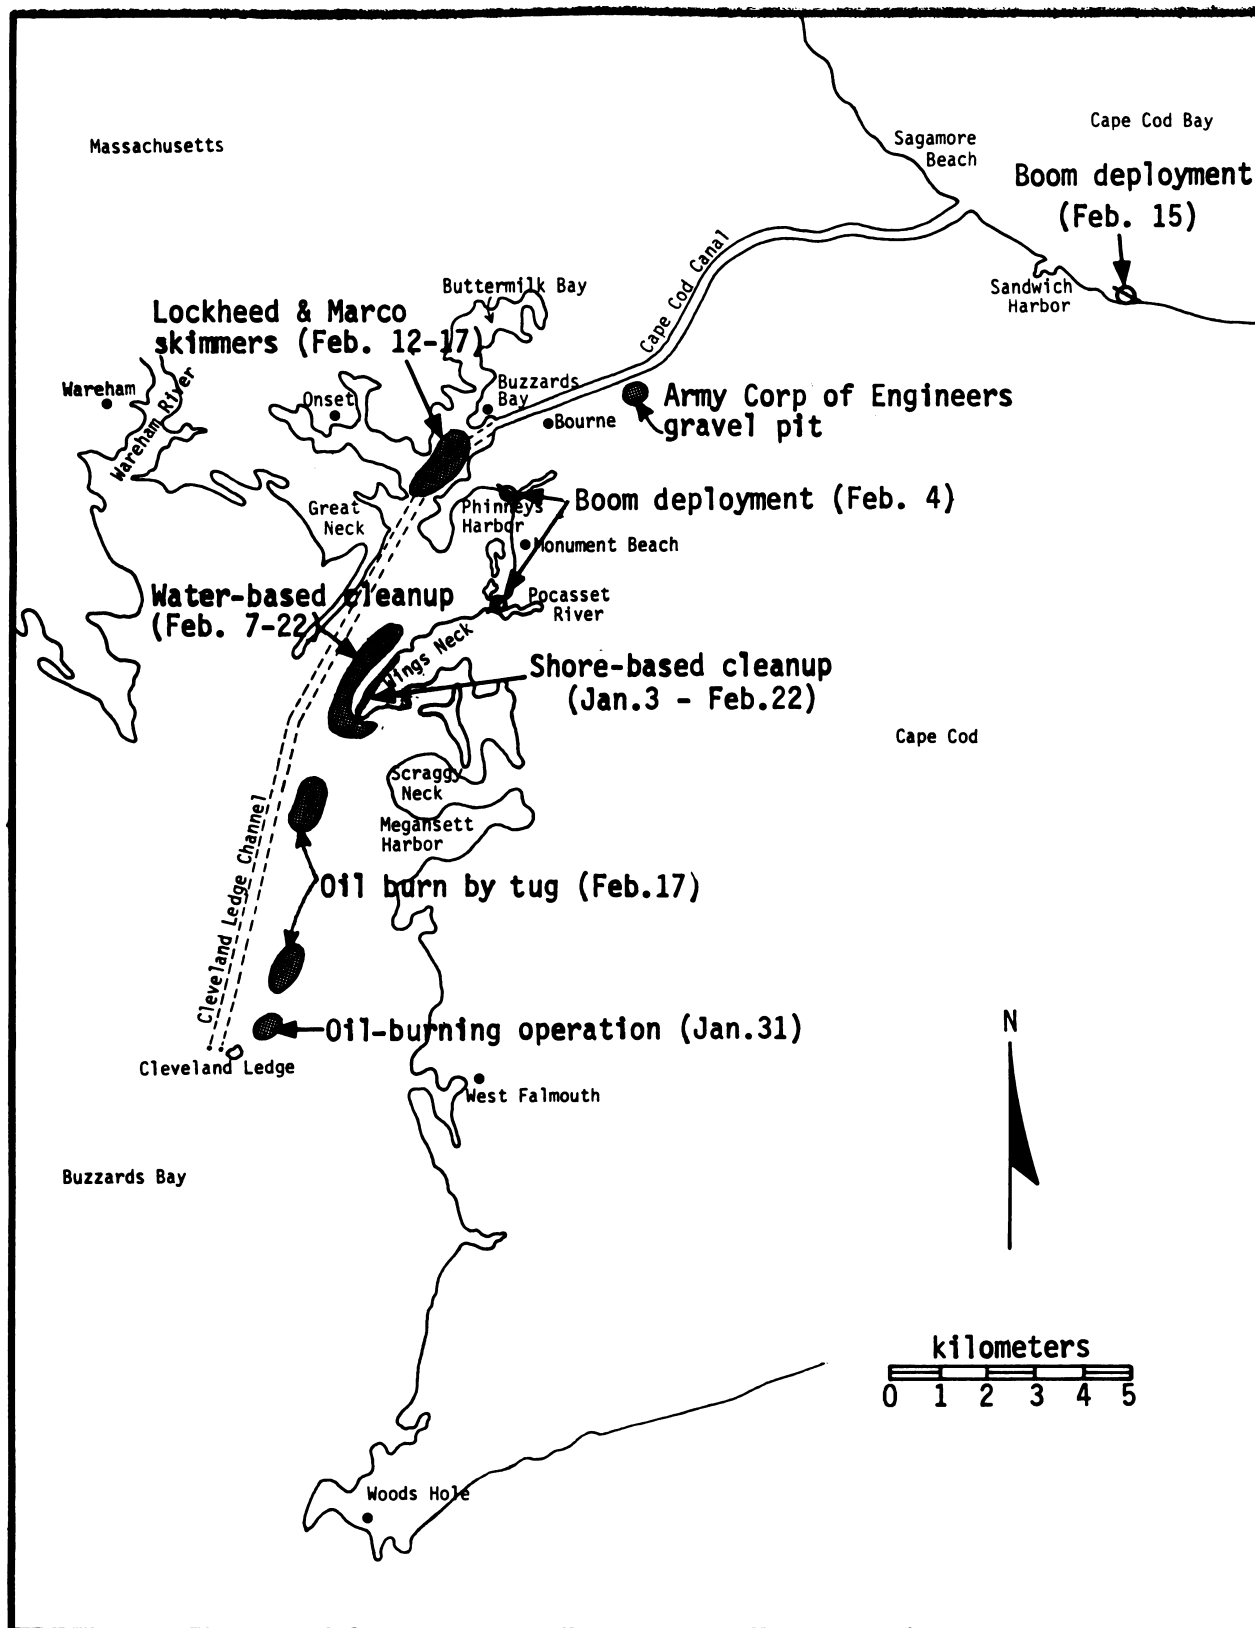 Massachusetts
Cape Cod Bay
Sagamore
Beach
Boom deployment
(Feb. 15)
Cape Cod Canal
Sandwich
Harbor
Buttermilk Bay
Lockheed & Marco
skimmers (Feb. 12-17)
Wareham
Wareham River
Onset
Buzzards
Bay
Bourne
Army Corp of Engineers
gravel pit
Great
Neck
Phinneys
Harbor
Boom deployment (Feb. 4)
Monument Beach
Water-based cleanup
(Feb. 7-22)
Pocasset
River
Wings Neck
Shore-based cleanup
(Jan.3 - Feb.22)
Cape Cod
Scraggy
Neck
Megansett
Harbor
Cleveland Ledge Channel
Oil burn by tug (Feb.17)
Oil-burning operation (Jan.31)
Cleveland Ledge
West Falmouth
N
Buzzards Bay
kilometers
0 1 2 3 4 5
Woods Hole